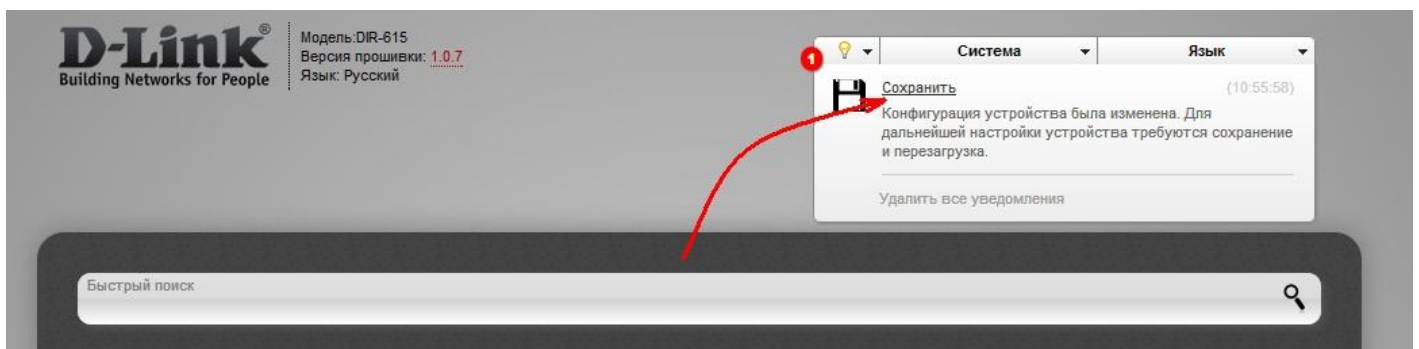 D-Link®
Building Networks for People
Модель:DIR-615
Версия прошивки: 1.0.7
Язык: Русский
1
Система
Язык
Сохранить
(10:55:58)
Конфигурация устройства была изменена. Для
дальнейшей настройки устройства требуются сохранение
и перезагрузка.
Удалить все уведомления
Быстрый поиск